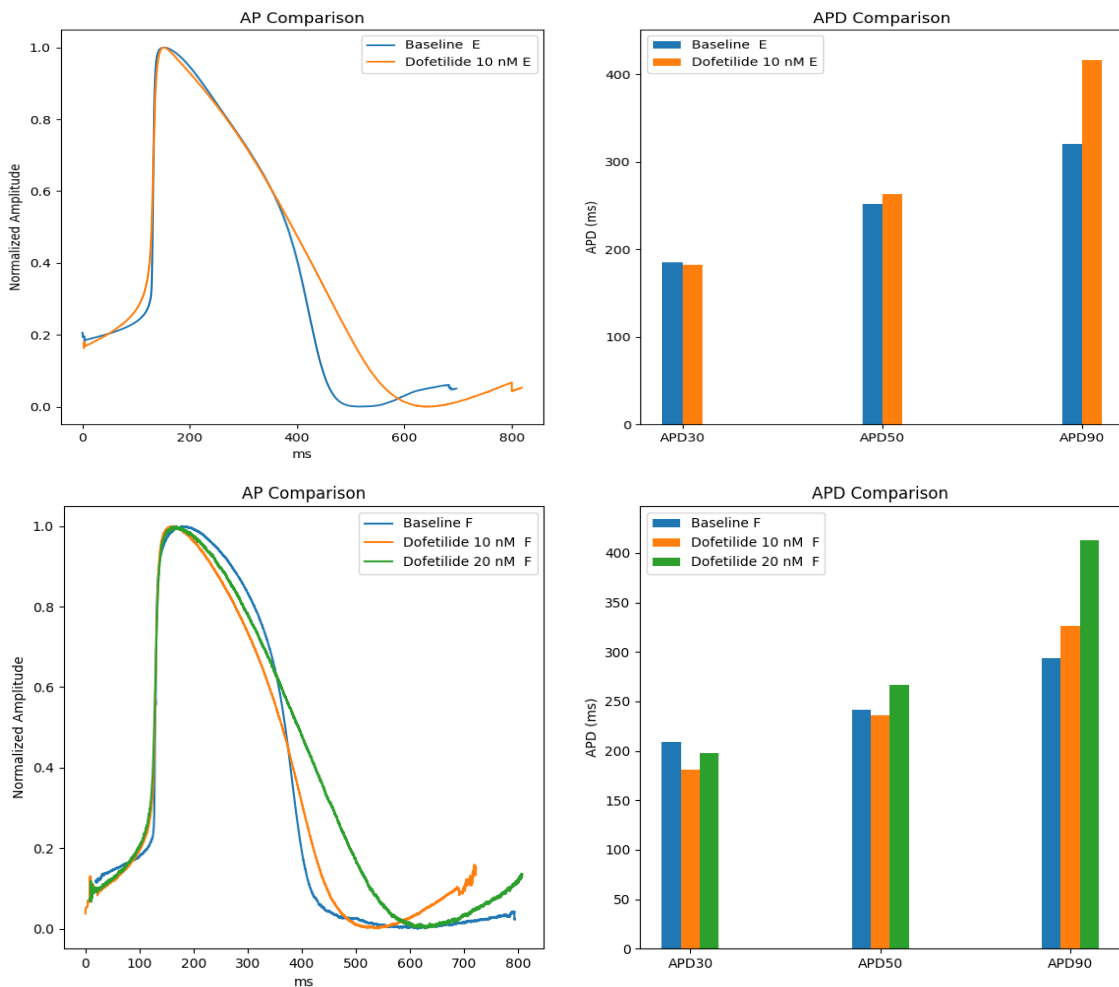 AP Comparison
Baseline  E
Dofetilide 10 nM E
Normalized Amplitude
1.0
0.8
0.6
0.4
0.2
0.0
0 200 400 600 800
ms
APD Comparison
Baseline  E
Dofetilide 10 nM E
APD (ms)
400
300
200
100
0
APD30 APD50 APD90
AP Comparison
Baseline F
Dofetilide 10 nM  F
Dofetilide 20 nM  F
Normalized Amplitude
1.0
0.8
0.6
0.4
0.2
0.0
0 100 200 300 400 500 600 700 800
ms
APD Comparison
Baseline F
Dofetilide 10 nM  F
Dofetilide 20 nM  F
APD (ms)
400
350
300
250
200
150
100
50
0
APD30 APD50 APD90